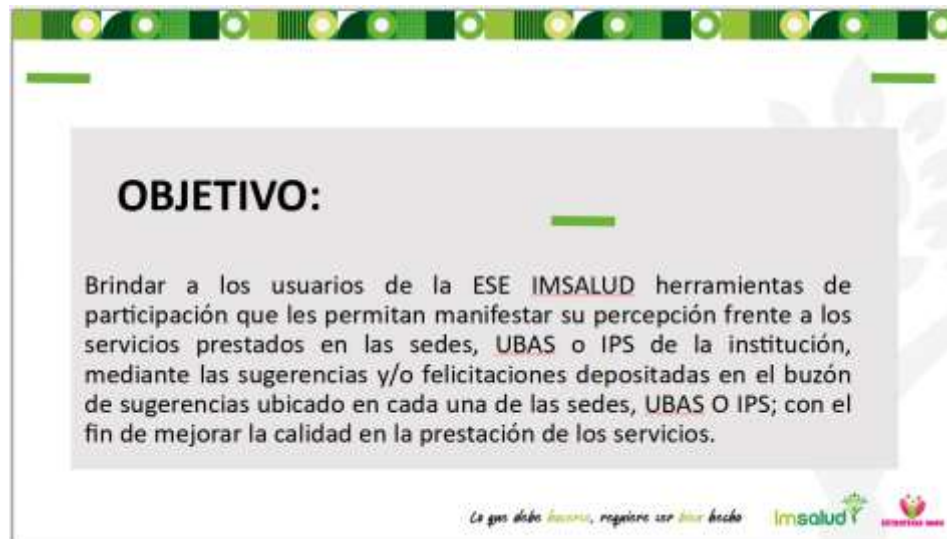 OBJETIVO:
Brindar a los usuarios de la ESE IMSALUD herramientas de
participación que les permitan manifestar su percepción frente a los
servicios prestados en las sedes, UBAS o IPS de la institución,
mediante las sugerencias y/o felicitaciones depositadas en el buzón
de sugerencias ubicado en cada una de las sedes, UBAS O IPS; con el
fin de mejorar la calidad en la prestación de los servicios.
Lo que debe hacerse, requiere ser bien hecho
Imsalud